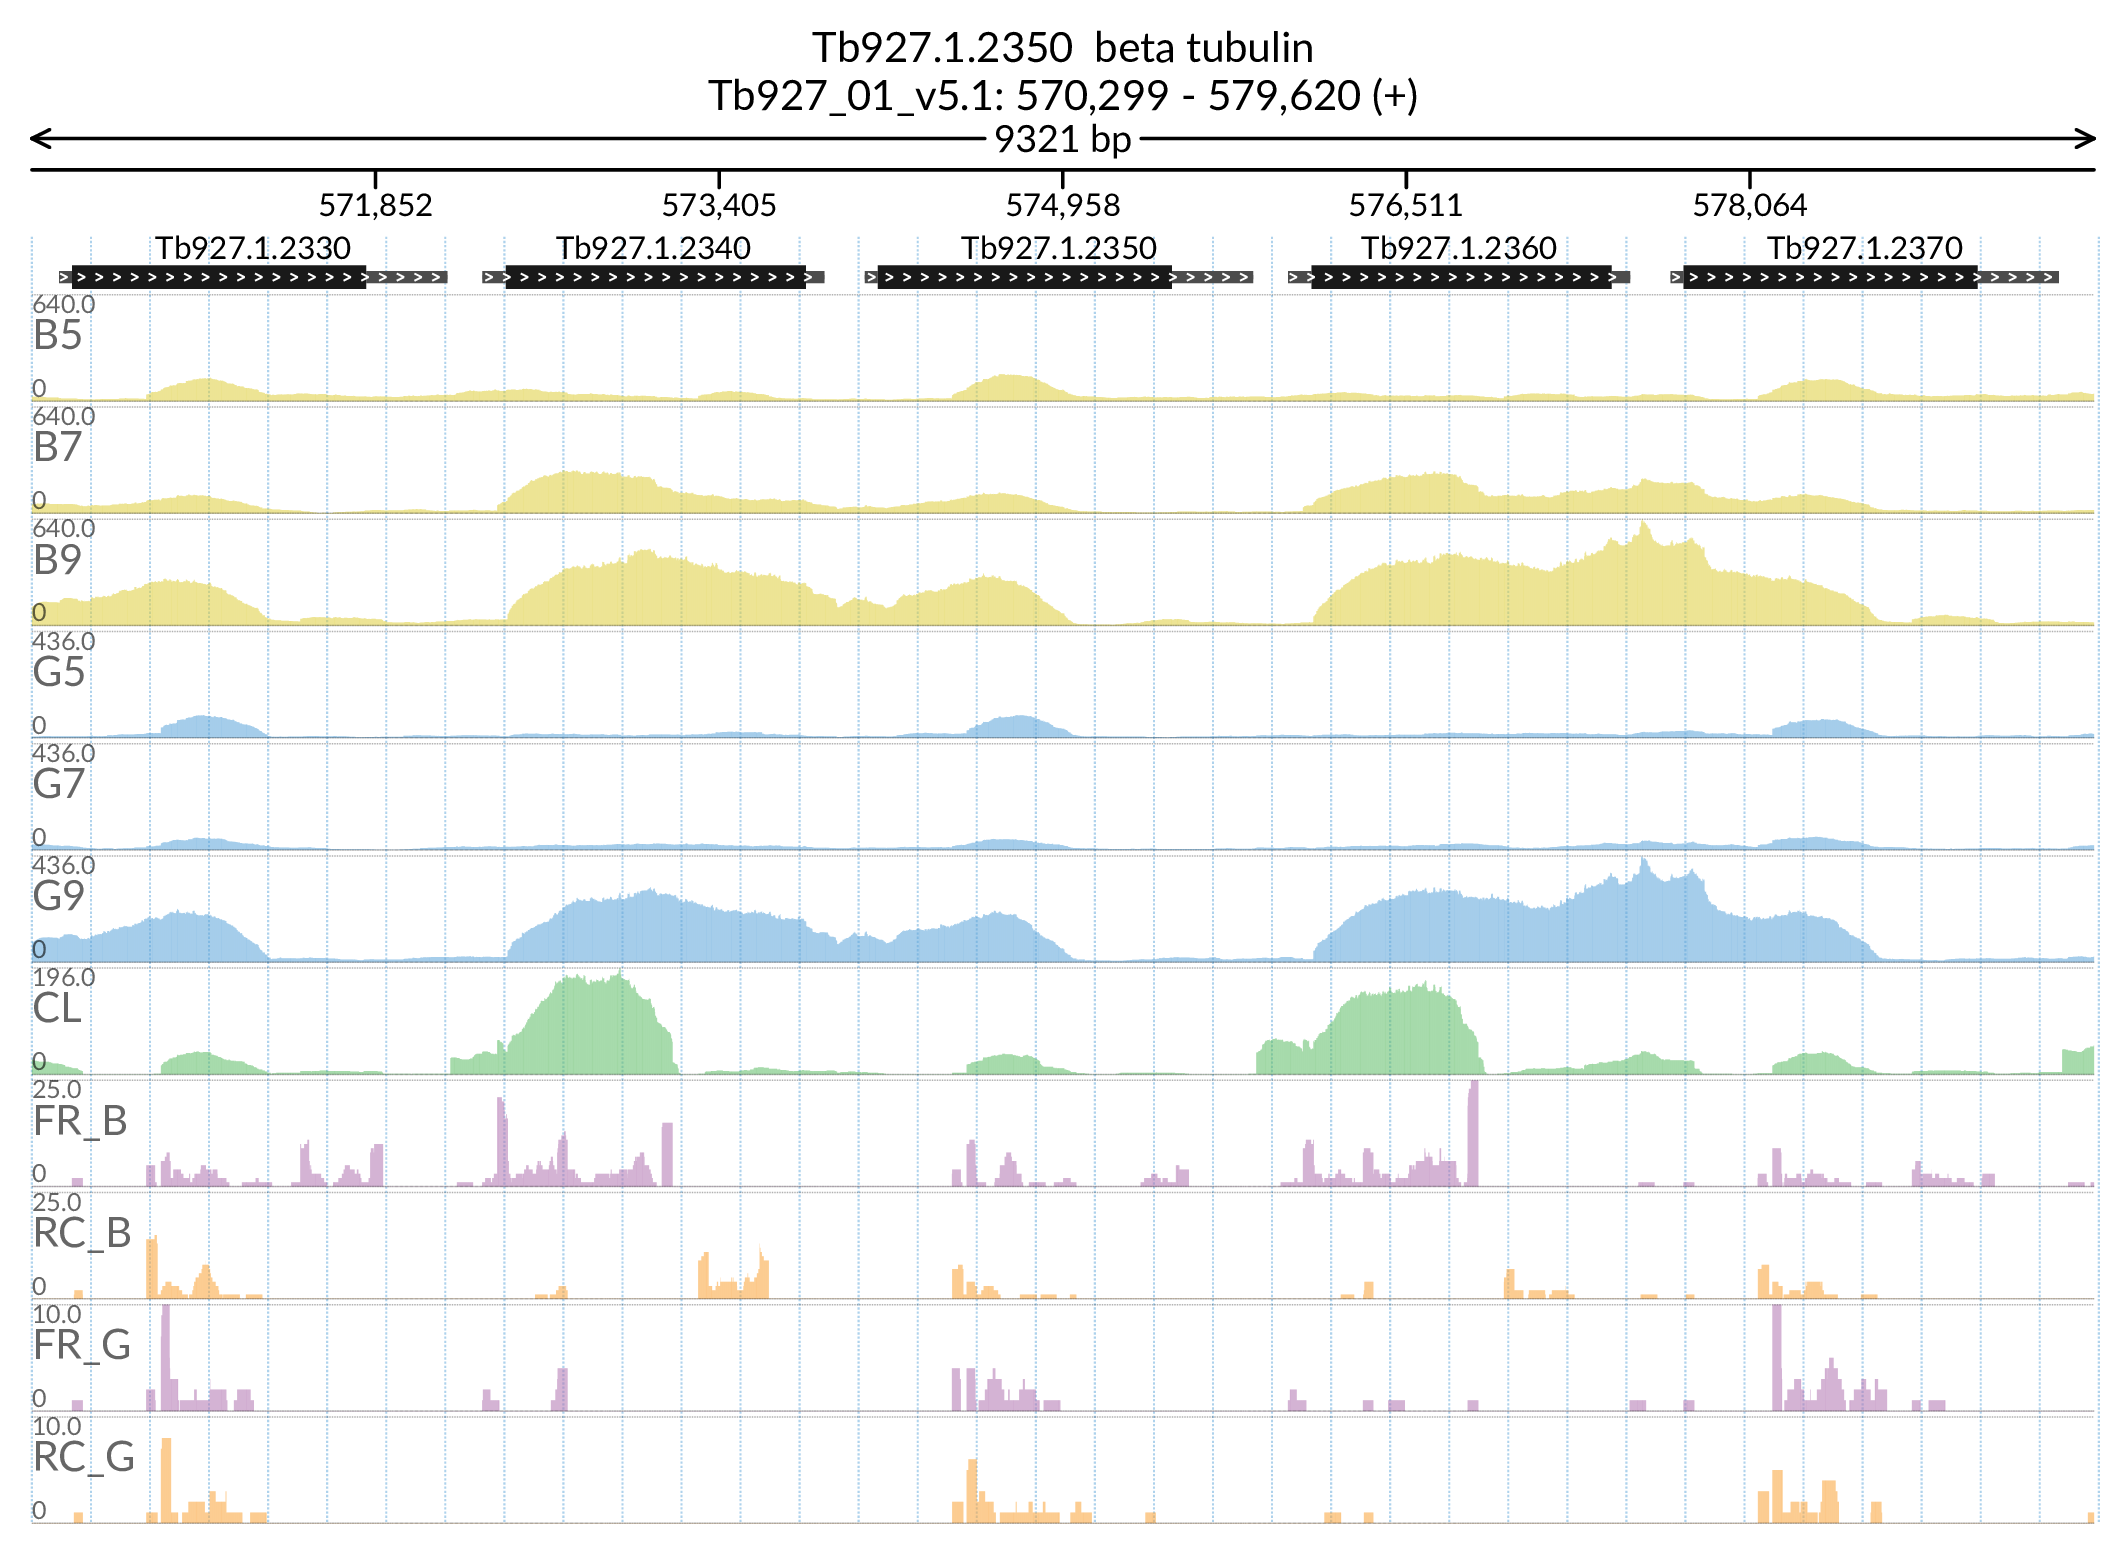 Tb927.1.2350 beta tubulin
Tb927_01_v5.1: 570,299 - 579,620 (+)
9321 bp
571,852 573,405 574,958 576,511 578,064
Tb927.1.2330 Tb927.1.2340 Tb927.1.2350 Tb927.1.2360 Tb927.1.2370
640.0
B5
0
640.0
B7
0
640.0
B9
0
436.0
G5
0
436.0
G7
0
436.0
G9
0
196.0
CL
0
25.0
FR_B
0
25.0
RC_B
0
10.0
FR_G
0
10.0
RC_G
0